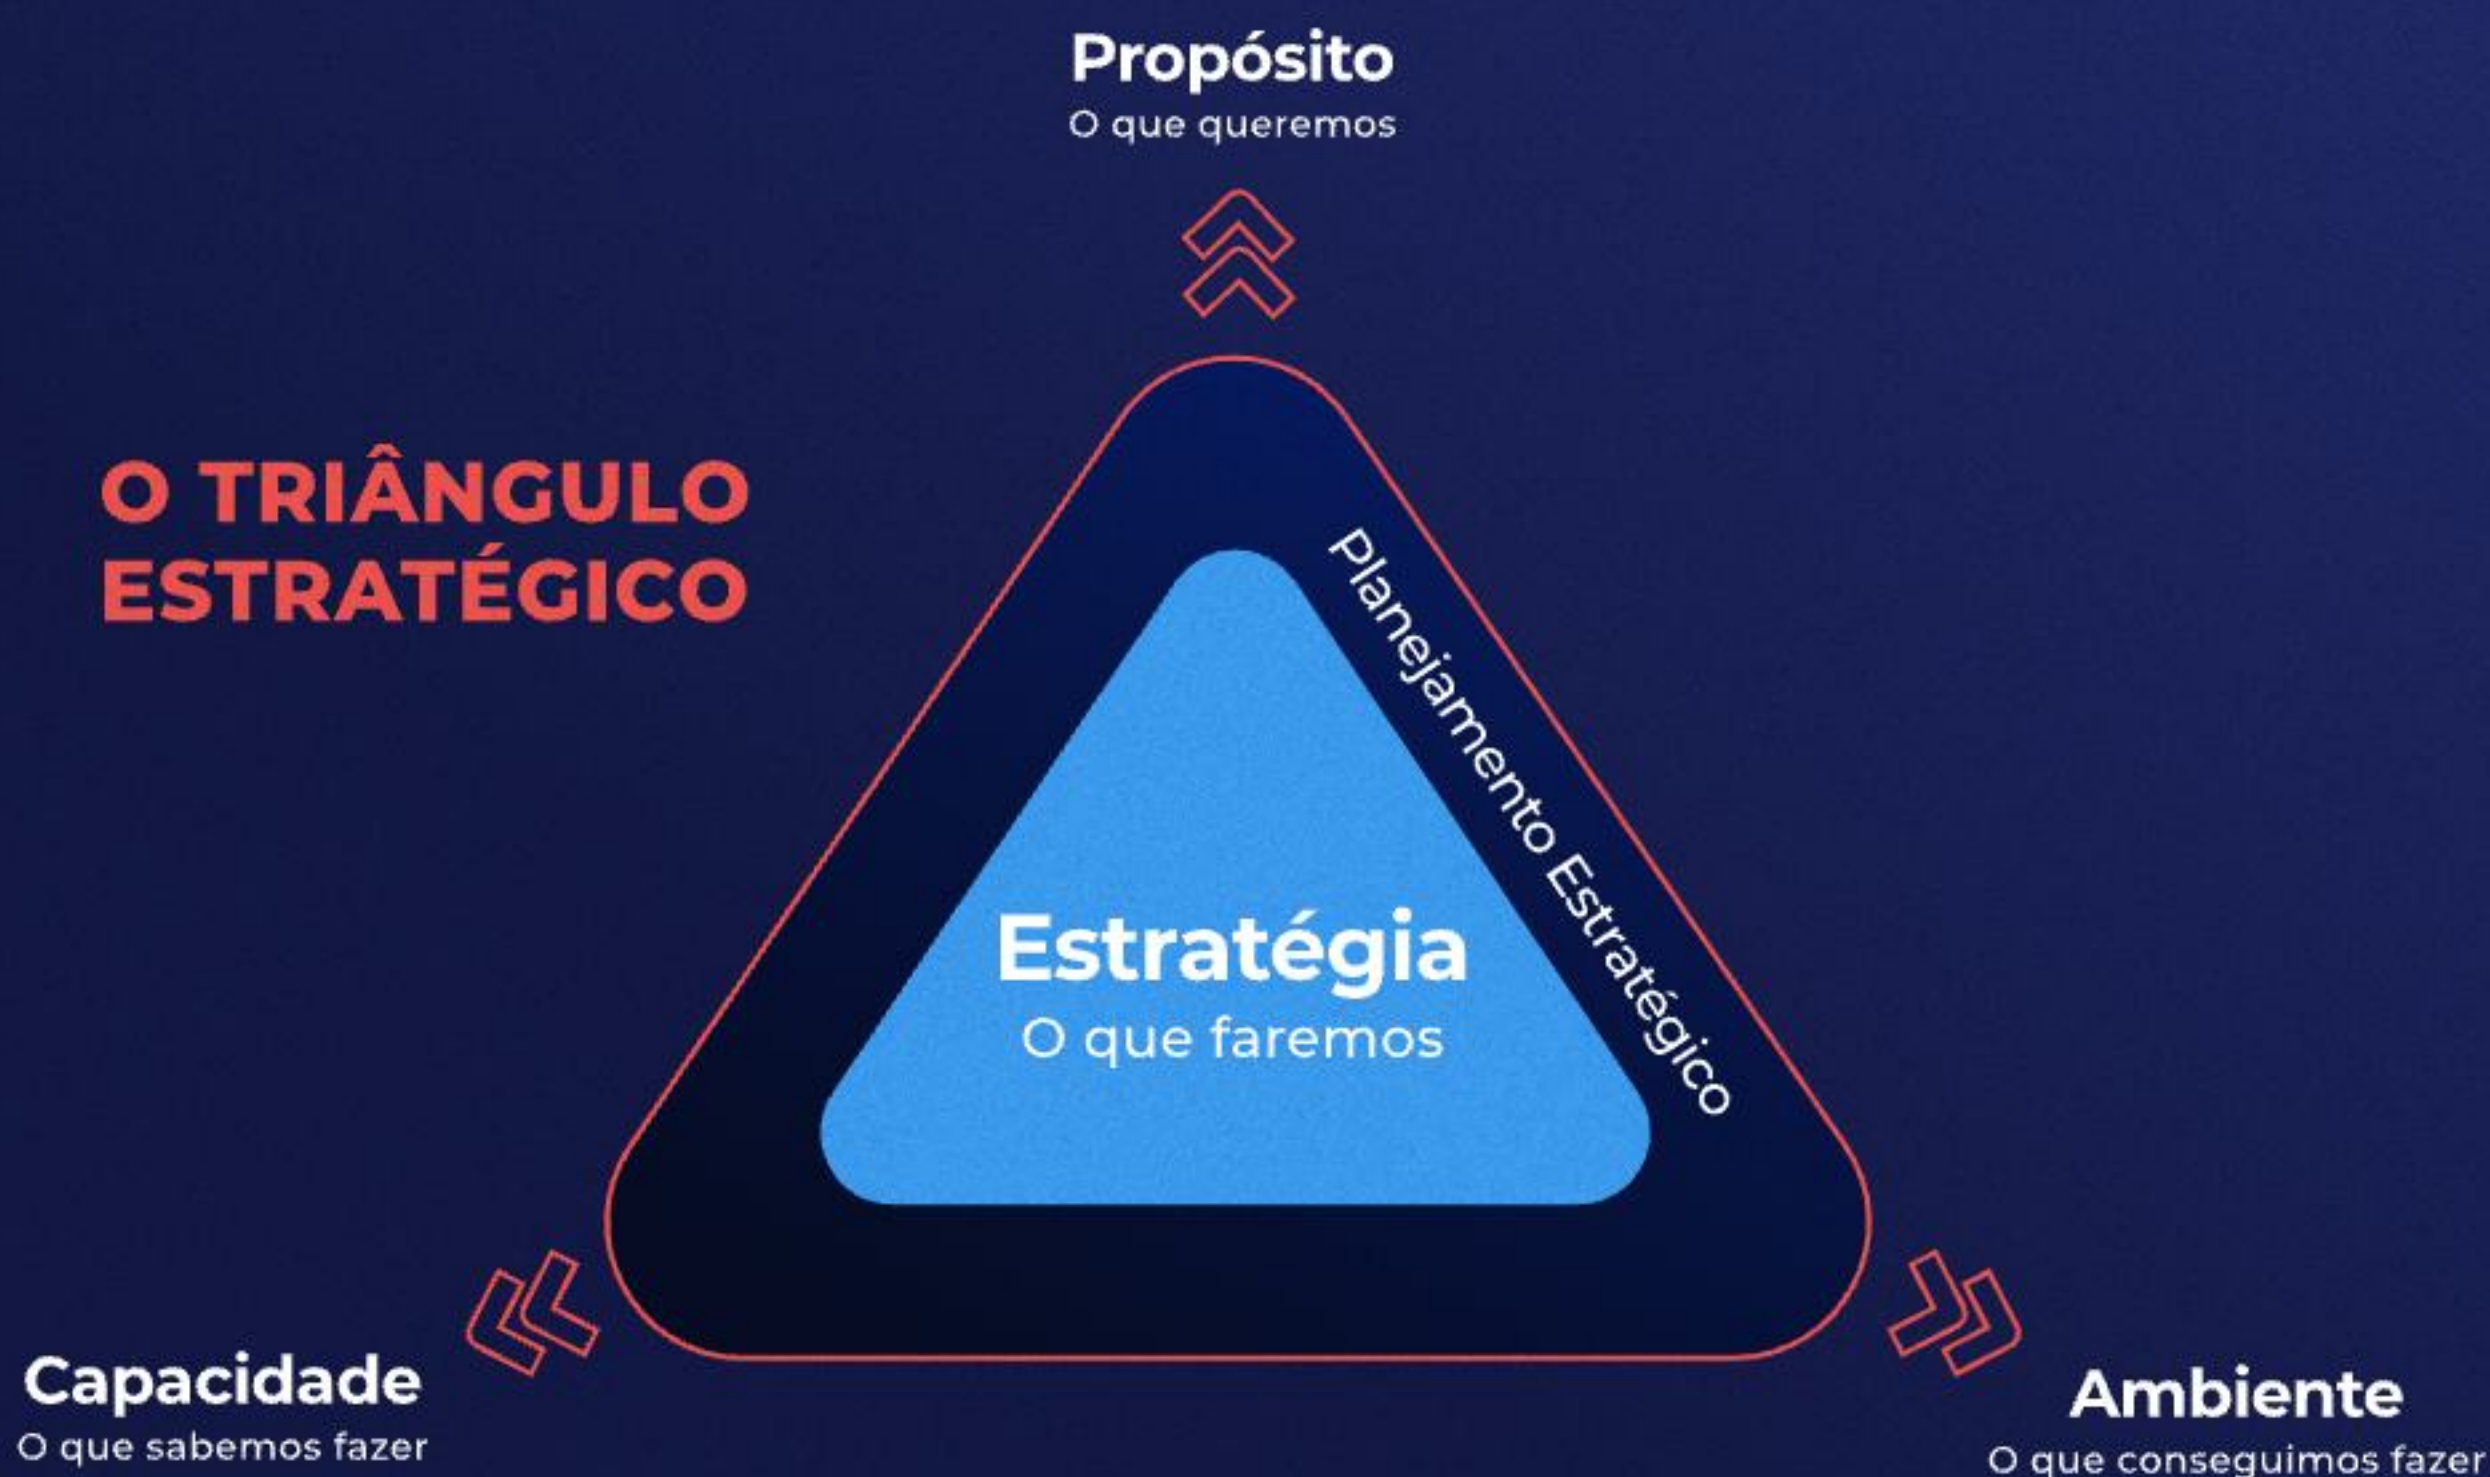 Propósito
O que queremos
O TRIÂNGULO
ESTRATÉGICO
Planejamento Estratégico
Estratégia
O que faremos
Capacidade
O que sabemos fazer
Ambiente
O que conseguimos fazer